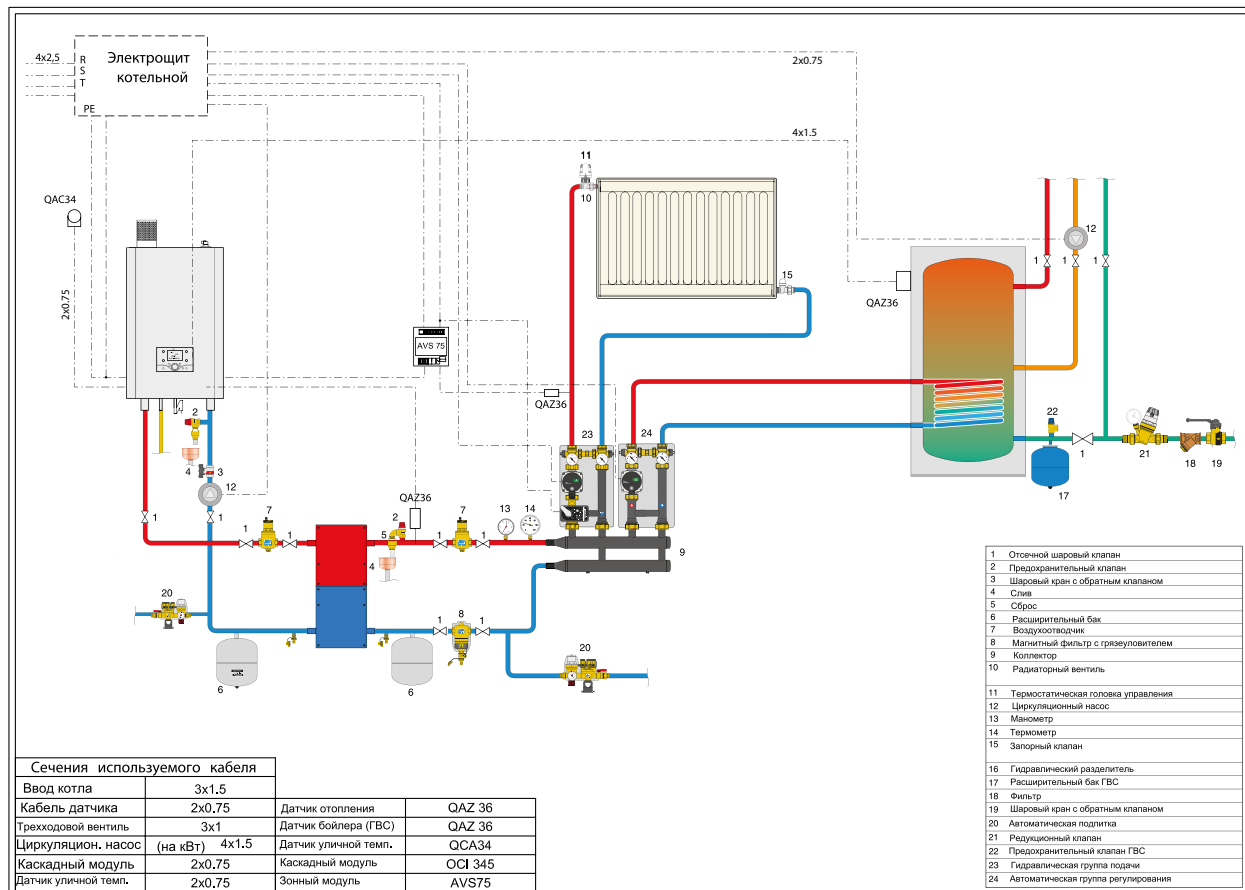 Электрощит
котельной
4x2,5
R
S
T
PE
2x0.75
4x1.5
11
10
QAC34
12
1
1
1
15
QAZ36
2x0.75
AVS 75
QAZ36
23
24
22
2
4
3
12
QAZ36
1
21
18
19
17
1
1
7
1
1
2
5
4
7
1
1
13
14
9
20
8
1
1
6
6
20
1 Отсечной шаровый клапан
2 Предохранительный клапан
3 Шаровый кран с обратным клапаном
4 Слив
5 Сброс
6 Расширительный бак
7 Воздухоотводчик
8 Магнитный фильтр с грязеуловителем
9 Коллектор
10 Радиаторный вентиль
11 Термостатическая головка управления
12 Циркуляционный насос
13 Манометр
14 Термометр
15 Запорный клапан
16 Гидравлический разделитель
17 Расширительный бак ГВС
18 Фильтр
19 Шаровый кран с обратным клапаном
20 Автоматическая подпитка
21 Редукционный клапан
22 Предохранительный клапан ГВС
23 Гидравлическая группа подачи
24 Автоматическая группа регулирования
Сечения используемого кабеля
Ввод котла 3x1.5
Кабель датчика 2x0.75 Датчик отопления QAZ 36
Трехходовой вентиль 3x1 Датчик бойлера (ГВС) QAZ 36
Циркуляцион. насос (на кВт) 4x1.5 Датчик уличной темп. QCA34
Каскадный модуль 2x0.75 Каскадный модуль OCI 345
Датчик уличной темп. 2x0.75 Зонный модуль AVS75